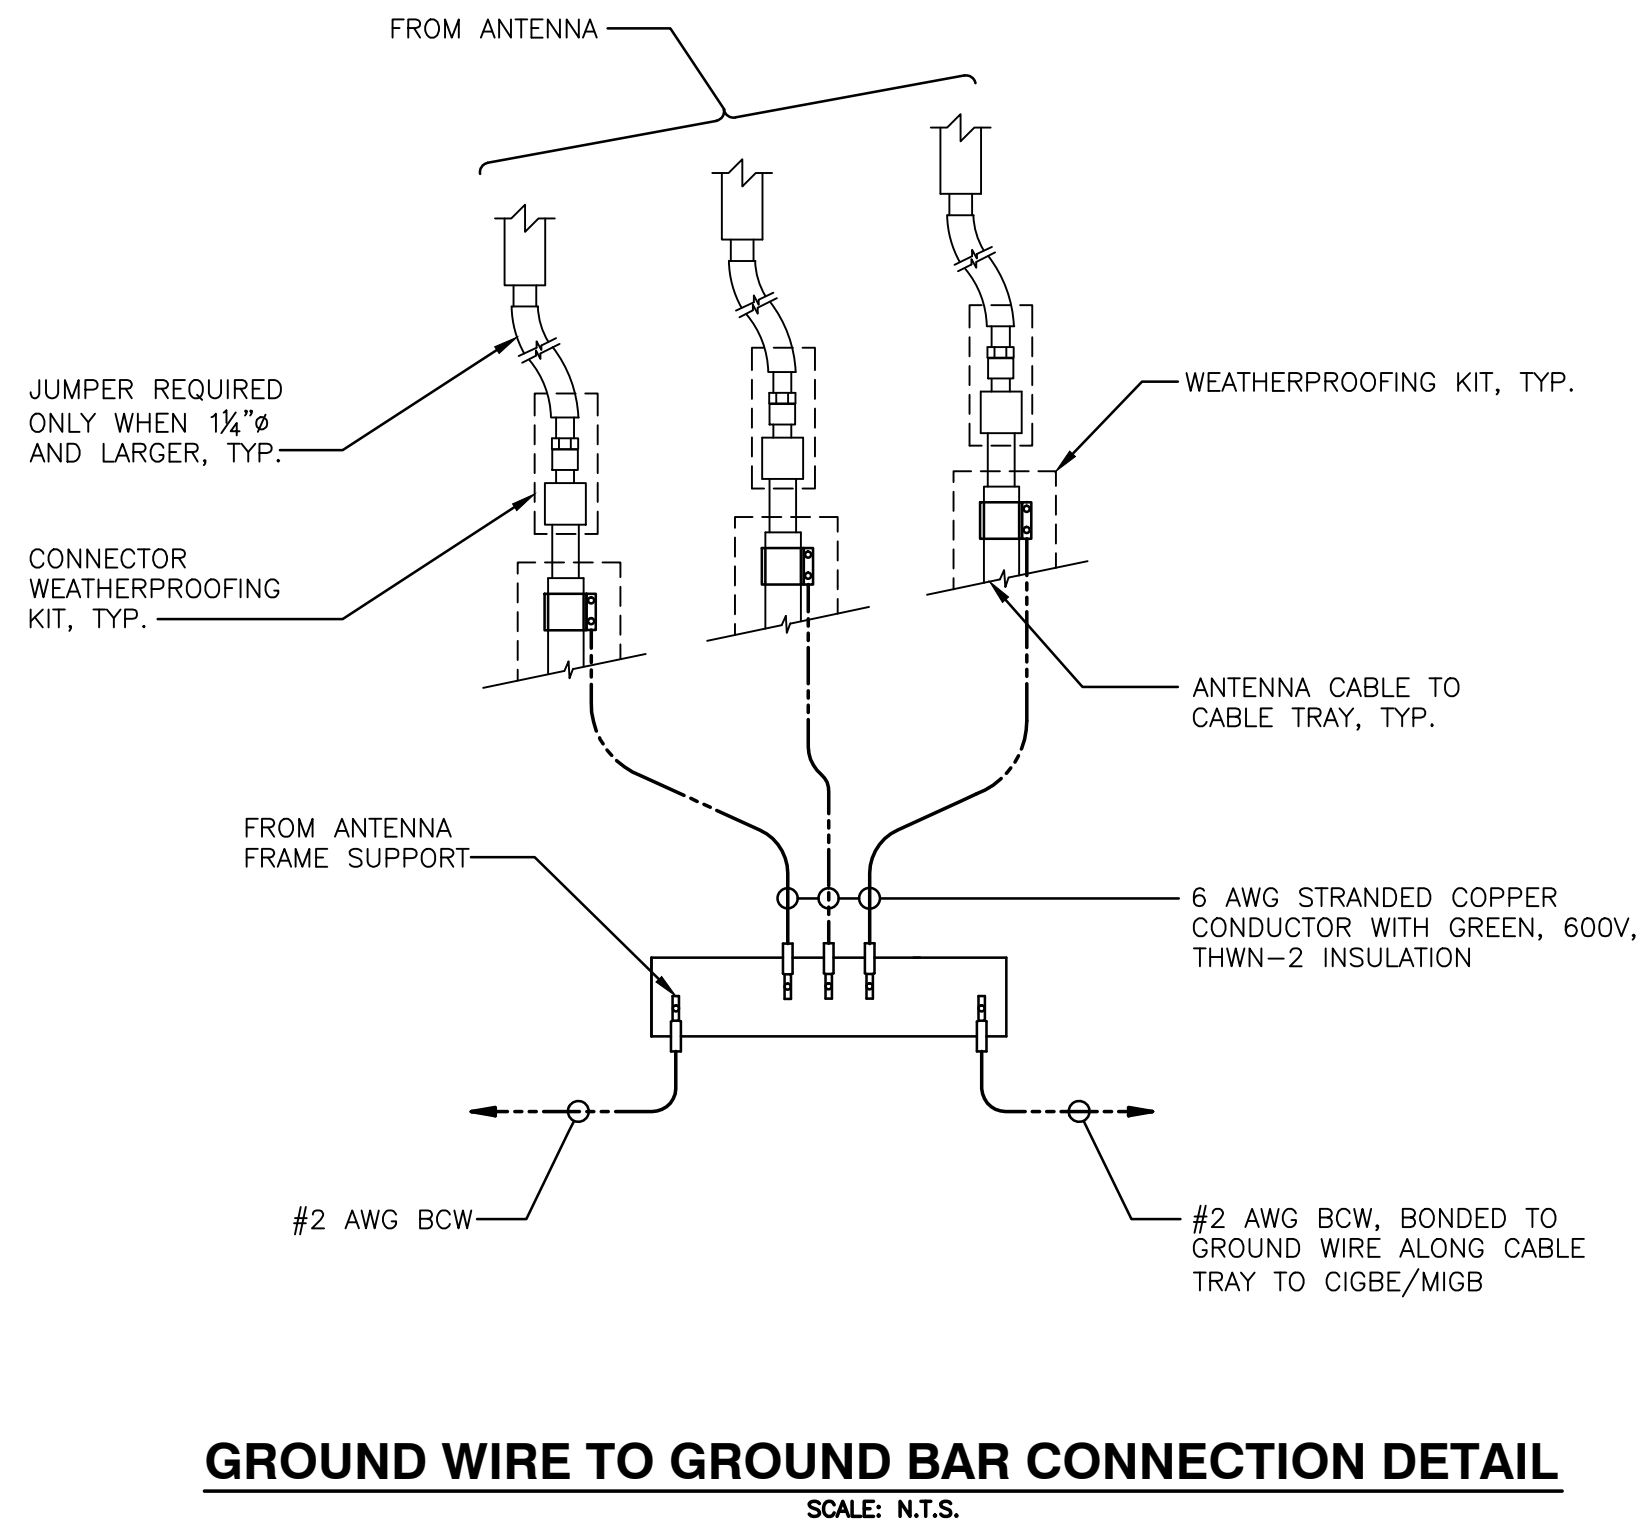 FROM ANTENNA
JUMPER REQUIRED
ONLY WHEN 1¼"ø
AND LARGER, TYP.
WEATHERPROOFING KIT, TYP.
CONNECTOR
WEATHERPROOFING
KIT, TYP.
ANTENNA CABLE TO
CABLE TRAY, TYP.
FROM ANTENNA
FRAME SUPPORT
6 AWG STRANDED COPPER
CONDUCTOR WITH GREEN, 600V,
THWN-2 INSULATION
#2 AWG BCW
#2 AWG BCW, BONDED TO
GROUND WIRE ALONG CABLE
TRAY TO CIGBE/MIGB
GROUND WIRE TO GROUND BAR CONNECTION DETAIL
SCALE: N.T.S.